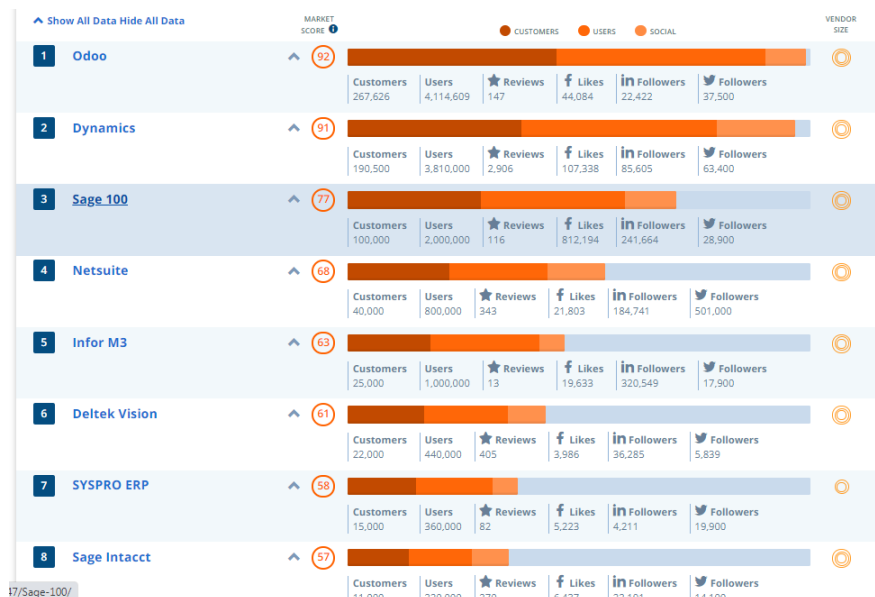 Show All Data Hide All Data
MARKET
SCORE
CUSTOMERS USERS SOCIAL
VENDOR
SIZE
1 Odoo 92
Customers Users Reviews Likes Followers Followers
267,626 4,114,609 147 44,084 22,422 37,500
2 Dynamics 91
Customers Users Reviews Likes Followers Followers
190,500 3,810,000 2,906 107,338 85,605 63,400
3 Sage 100 77
Customers Users Reviews Likes Followers Followers
100,000 2,000,000 116 812,194 241,664 28,900
4 Netsuite 68
Customers Users Reviews Likes Followers Followers
40,000 800,000 343 21,803 184,741 501,000
5 Infor M3 63
Customers Users Reviews Likes Followers Followers
25,000 1,000,000 13 19,633 320,549 17,900
6 Deltek Vision 61
Customers Users Reviews Likes Followers Followers
22,000 440,000 405 3,986 36,285 5,839
7 SYSPRO ERP 58
Customers Users Reviews Likes Followers Followers
15,000 360,000 82 5,223 4,211 19,900
8 Sage Intacct 57
Customers Users Reviews Likes Followers Followers
47/Sage-100/